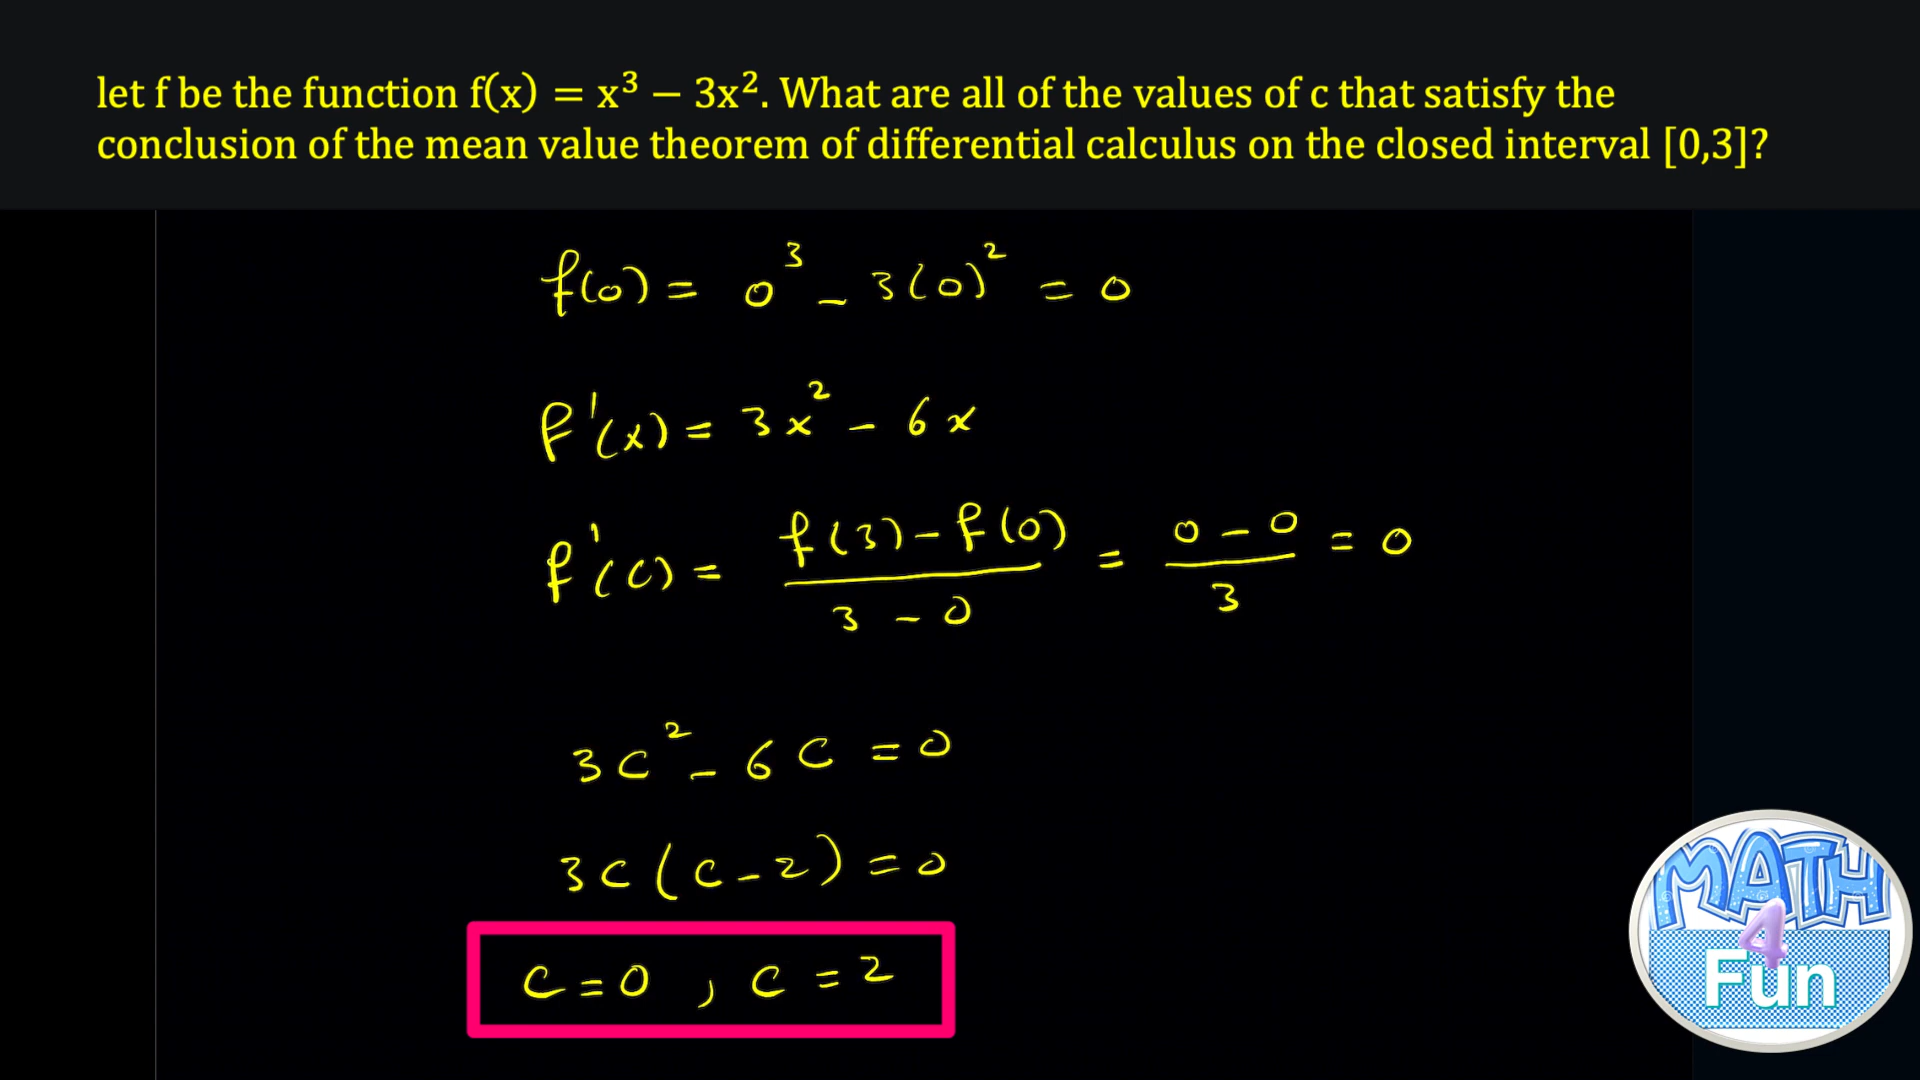 let f be the function f(x) = x³ − 3x². What are all of the values of c that satisfy the
conclusion of the mean value theorem of differential calculus on the closed interval [0,3]?
f(0) = 0³ - 3(0)² = 0
f'(x) = 3x² - 6x
f'(c) = \frac{f(3) - f(0)}{3 - 0} = \frac{0 - 0}{3} = 0
3c² - 6c = 0
3c(c - 2) = 0
c = 0 , c = 2
MATH
4
Fun